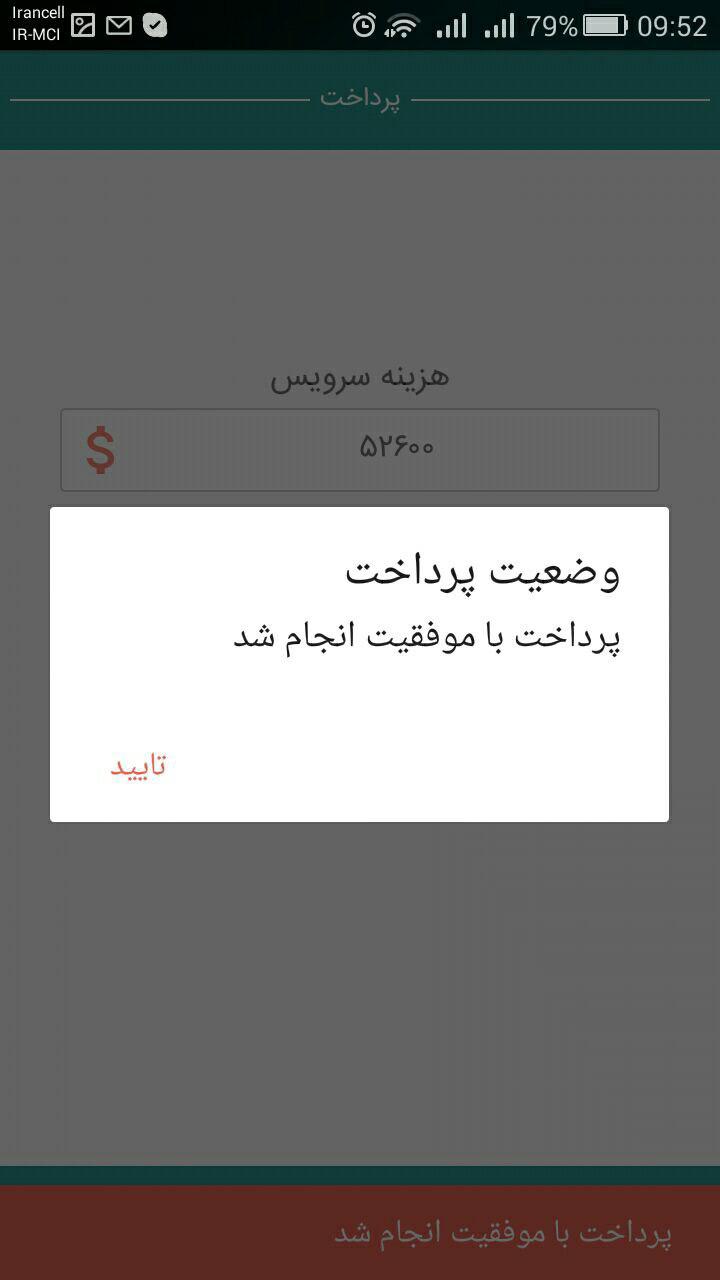 Irancell
IR-MCI
79%
09:52
پرداخت
هزینه سرویس
$
۵۲۶۰۰
وضعیت پرداخت
پرداخت با موفقیت انجام شد
تایید
پرداخت با موفقیت انجام شد